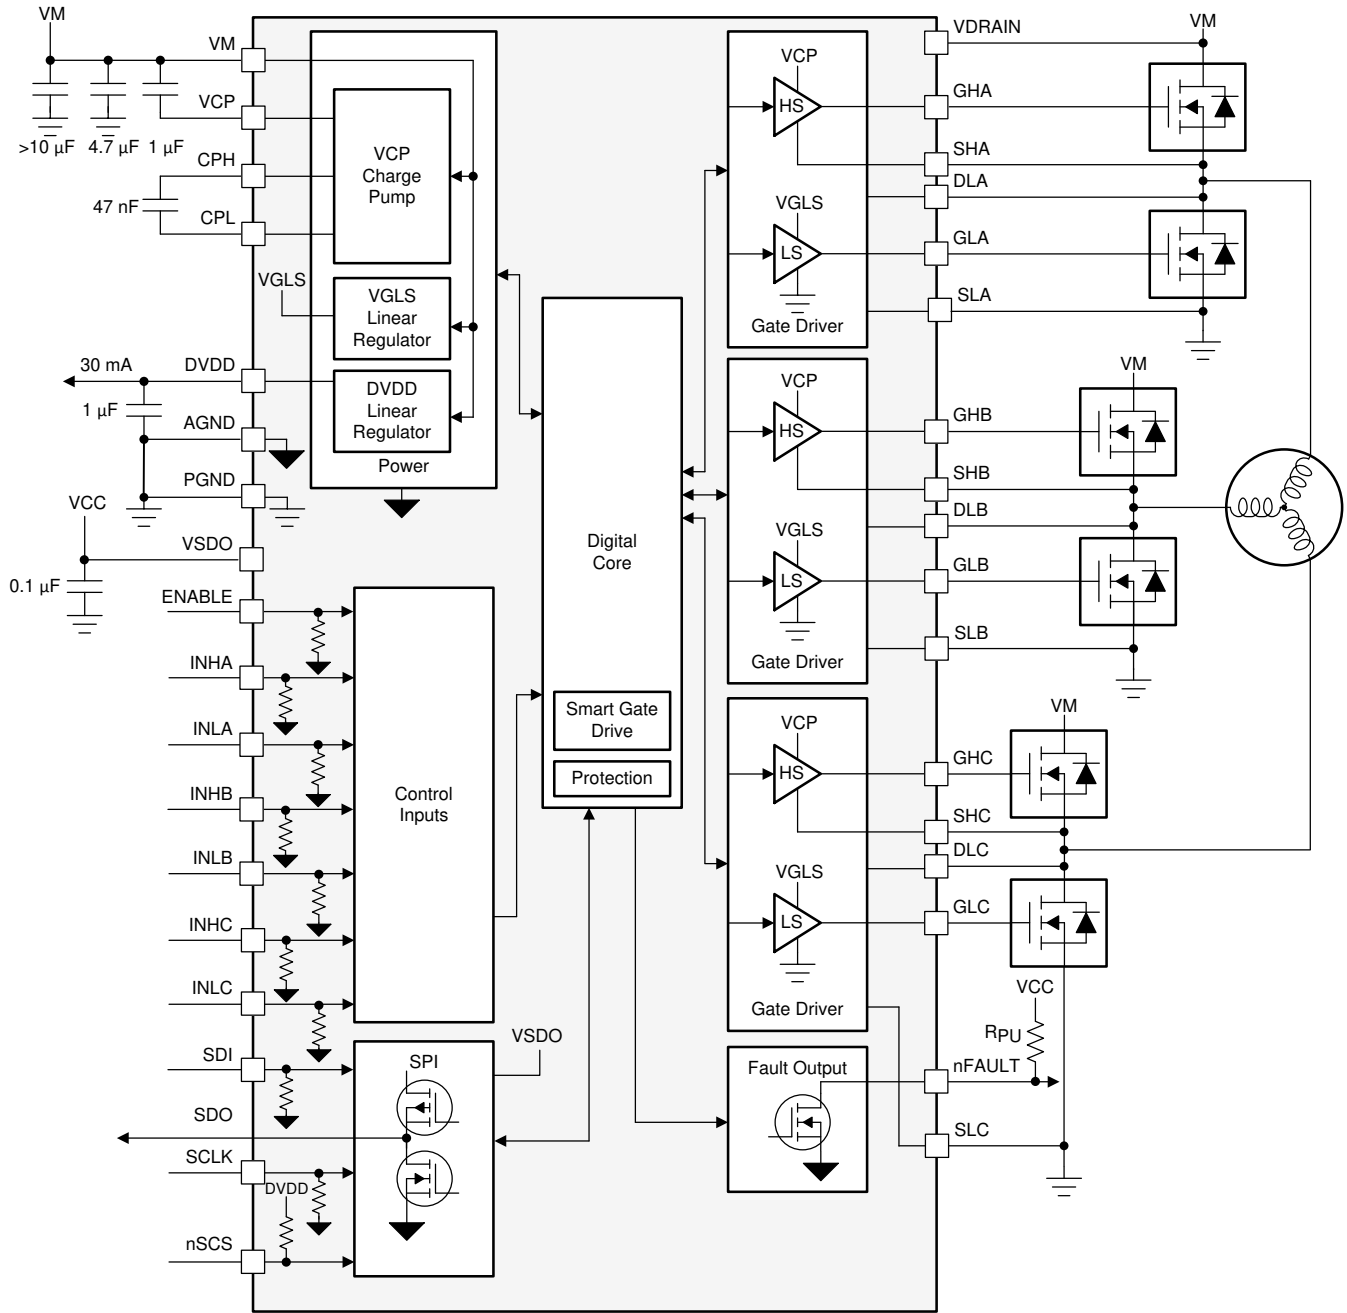 VM
VM
>10 µF
4.7 µF
1 µF
VCP
CPH
47 nF
CPL
VCP
Charge
Pump
VGLS
VGLS
Linear
Regulator
30 mA
DVDD
1 µF
DVDD
Linear
Regulator
AGND
Power
PGND
VCC
VSDO
0.1 µF
ENABLE
INHA
INLA
INHB
INLB
INHC
INLC
Control
Inputs
SDI
SDO
SCLK
DVDD
nSCS
SPI
VSDO
Digital
Core
Smart Gate
Drive
Protection
VCP
HS
VGLS
LS
Gate Driver
VCP
HS
VGLS
LS
Gate Driver
VCP
HS
VGLS
LS
Gate Driver
Fault Output
VDRAIN
VM
GHA
SHA
DLA
GLA
SLA
VM
GHB
SHB
DLB
GLB
SLB
VM
GHC
SHC
DLC
GLC
VCC
RPU
nFAULT
SLC